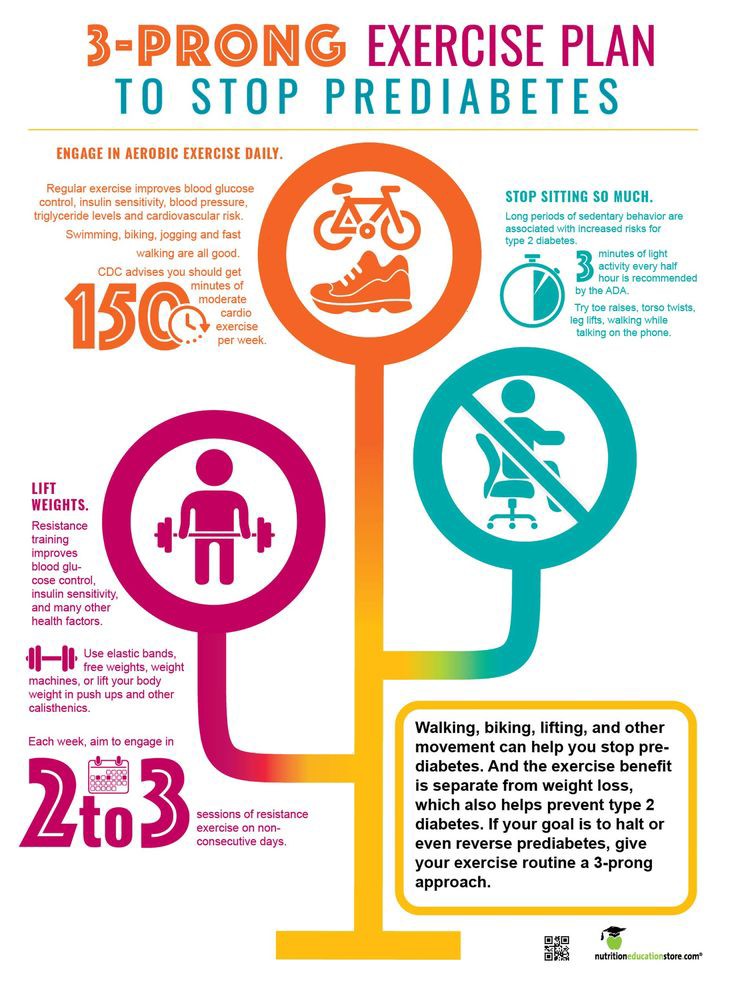 3-PRONG EXERCISE PLAN
TO STOP PREDIABETES
ENGAGE IN AEROBIC EXERCISE DAILY.
Regular exercise improves blood glucose
control, insulin sensitivity, blood pressure,
triglyceride levels and cardiovascular risk.
Swimming, biking, jogging and fast
walking are all good.
CDC advises you should get
150 minutes of
moderate
cardio
exercise
per week.
STOP SITTING SO MUCH.
Long periods of sedentary behavior are
associated with increased risks for
type 2 diabetes.
3 minutes of light
activity every half
hour is recommended
by the ADA.
Try toe raises, torso twists,
leg lifts, walking while
talking on the phone.
LIFT
WEIGHTS.
Resistance
training
improves
blood glu-
cose control,
insulin sensitivity,
and many other
health factors.
Use elastic bands,
free weights, weight
machines, or lift your body
weight in push ups and other
calisthenics.
Each week, aim to engage in
2 to 3 sessions of resistance
exercise on non-
consecutive days.
Walking, biking, lifting, and other
movement can help you stop pre-
diabetes. And the exercise benefit
is separate from weight loss,
which also helps prevent type 2
diabetes. If your goal is to halt or
even reverse prediabetes, give
your exercise routine a 3-prong
approach.
nutritioneducationstore.com®